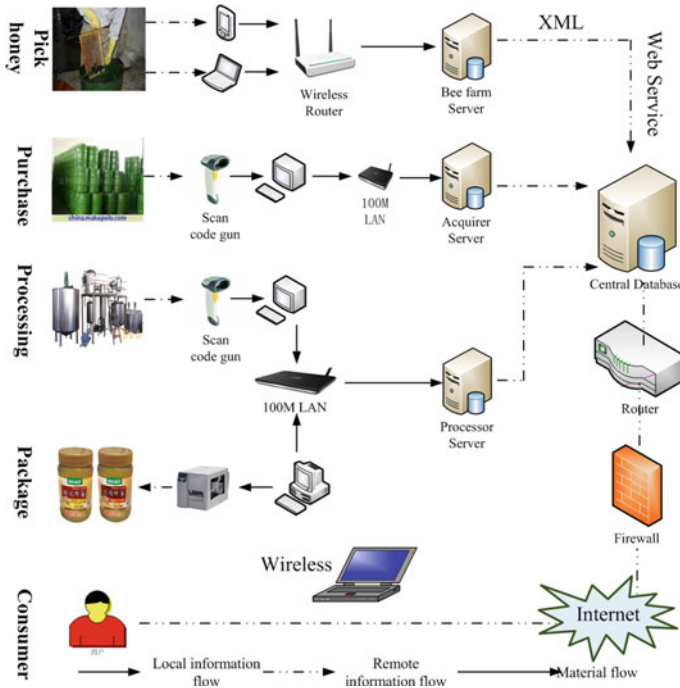 Pick
honey
Wireless
Router
Bee farm
Server
XML
Web Service
Purchase
china.makepolo.com
Scan
code gun
100M
LAN
Acquirer
Server
Central Database
Processing
Scan
code gun
100M LAN
Processor
Server
Router
Package
Firewall
Consumer
Wireless
Internet
用户
Local information
flow
Remote
information flow
Material flow